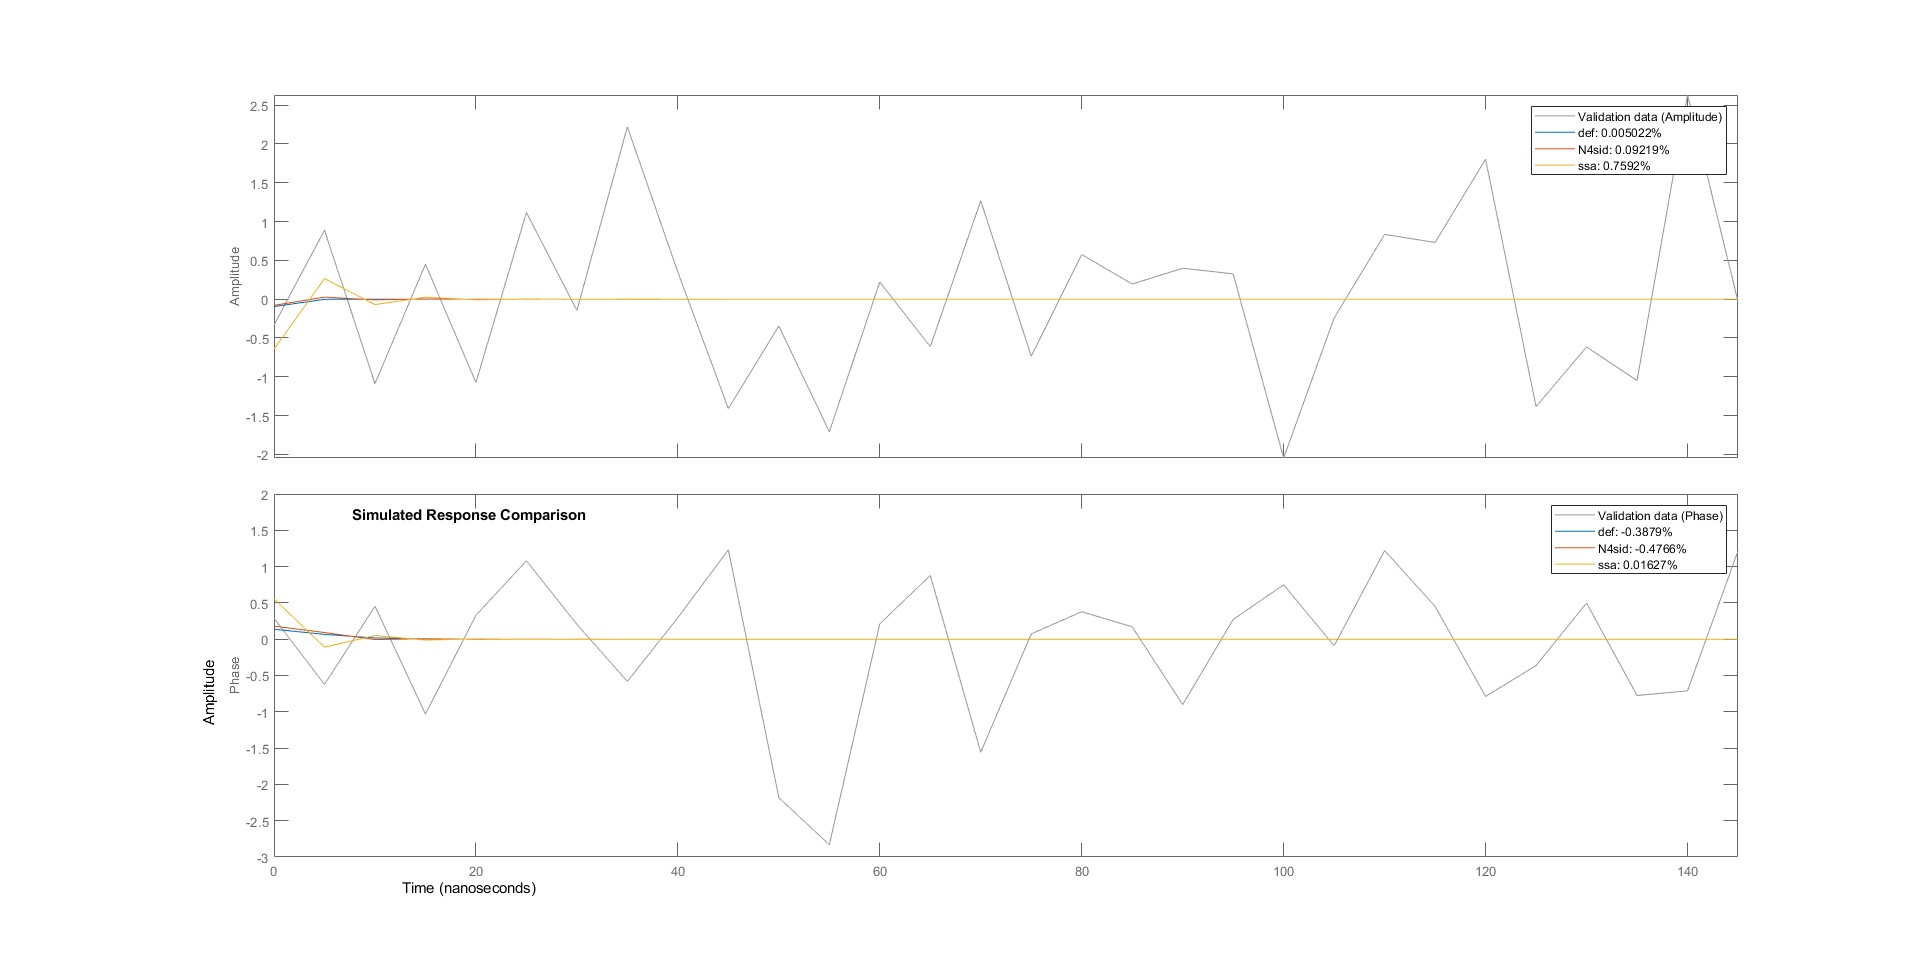 2.5
2
1.5
1
0.5
0
-0.5
-1
-1.5
-2
Amplitude
Validation data (Amplitude)
def: 0.005022%
N4sid: 0.09219%
ssa: 0.7592%
Simulated Response Comparison
2
1.5
1
0.5
0
-0.5
-1
-1.5
-2
-2.5
-3
Amplitude
Phase
Validation data (Phase)
def: -0.3879%
N4sid: -0.4766%
ssa: 0.01627%
0 20 40 60 80 100 120 140
Time (nanoseconds)